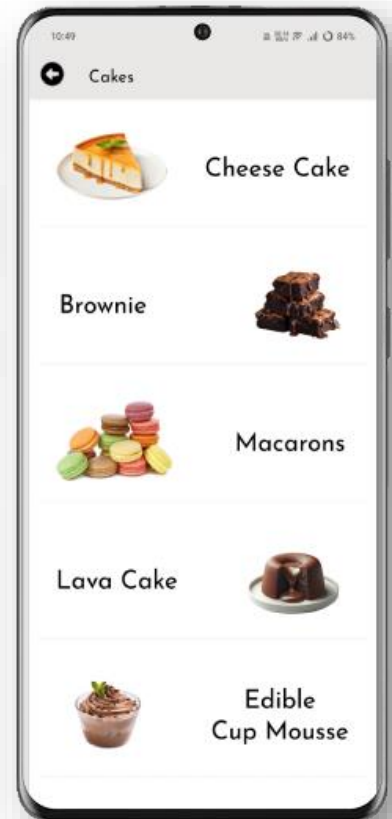 10:49
84%
Cakes
Cheese Cake
Brownie
Macarons
Lava Cake
Edible
Cup Mousse